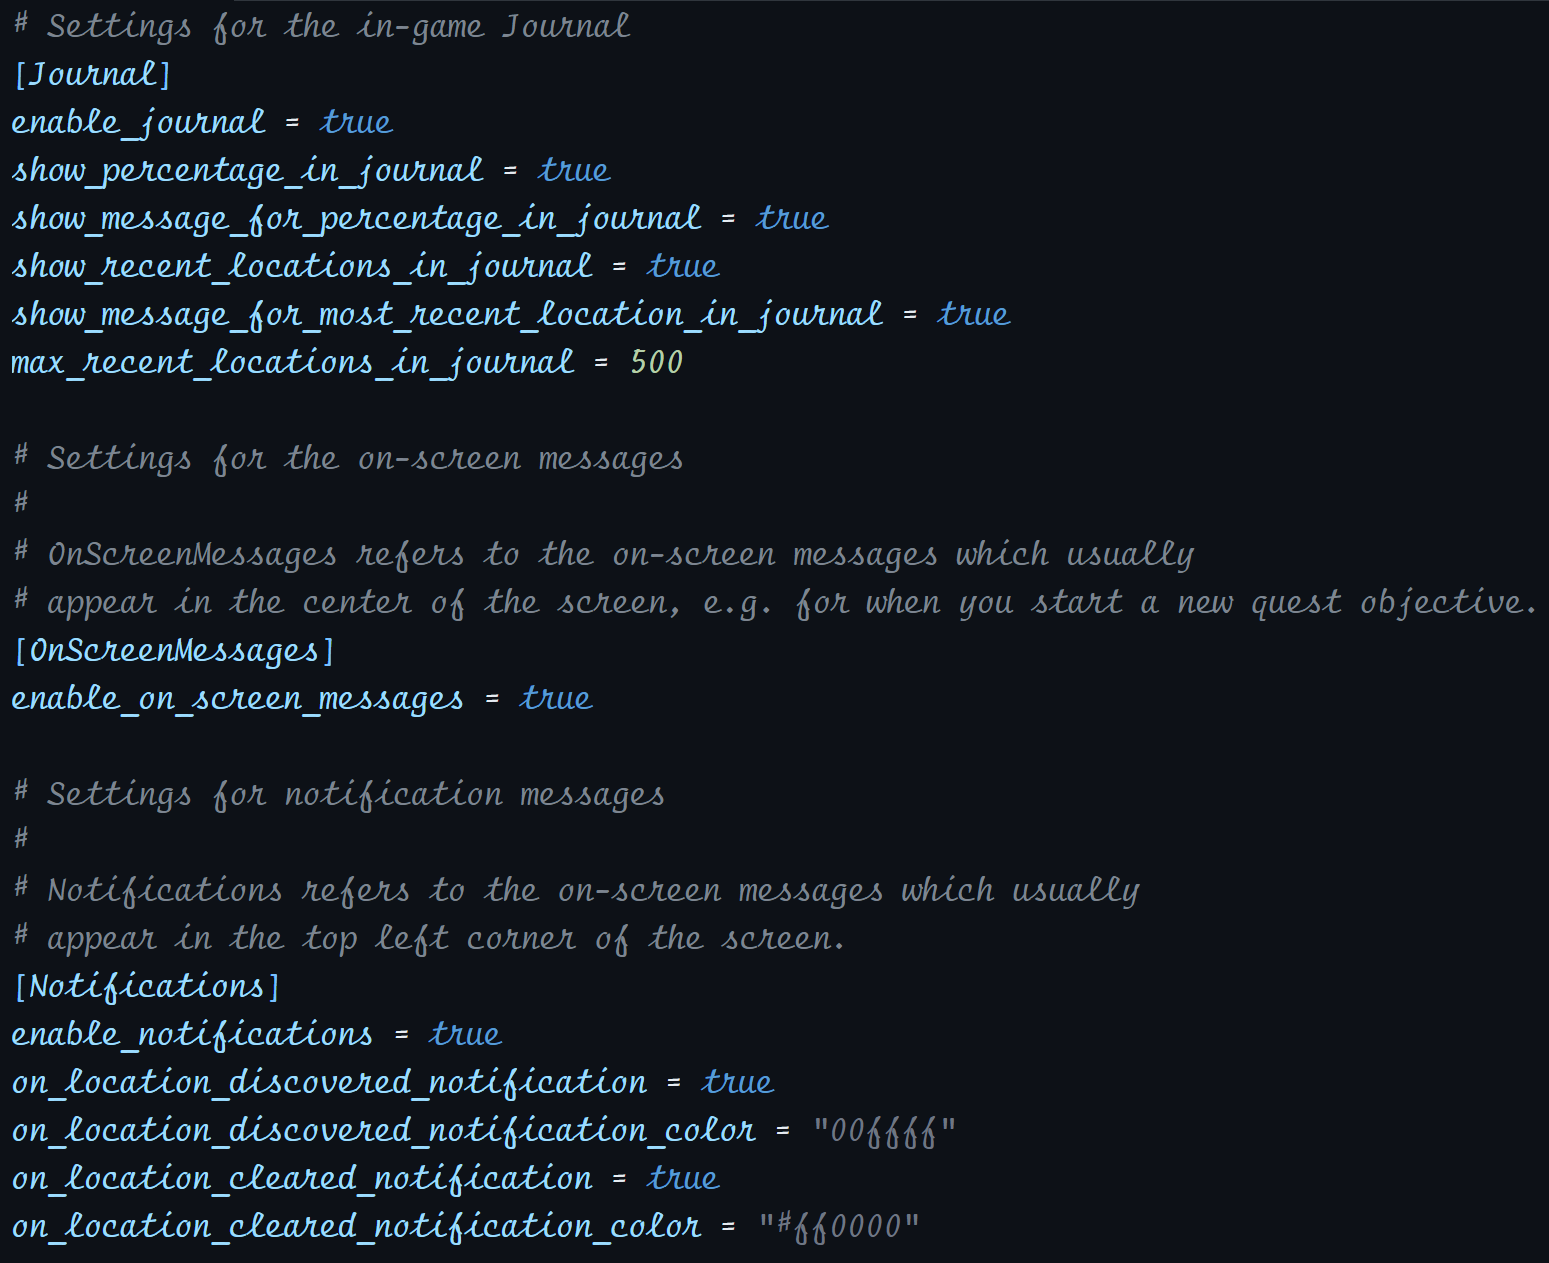 # Settings for the in-game Journal
[Journal]
enable_journal = true
show_percentage_in_journal = true
show_message_for_percentage_in_journal = true
show_recent_locations_in_journal = true
show_message_for_most_recent_location_in_journal = true
max_recent_locations_in_journal = 500

# Settings for the on-screen messages
#
# OnScreenMessages refers to the on-screen messages which usually
# appear in the center of the screen, e.g. for when you start a new quest objective.
[OnScreenMessages]
enable_on_screen_messages = true

# Settings for notification messages
#
# Notifications refers to the on-screen messages which usually
# appear in the top left corner of the screen.
[Notifications]
enable_notifications = true
on_location_discovered_notification = true
on_location_discovered_notification_color = "00ffff"
on_location_cleared_notification = true
on_location_cleared_notification_color = "#ff0000"